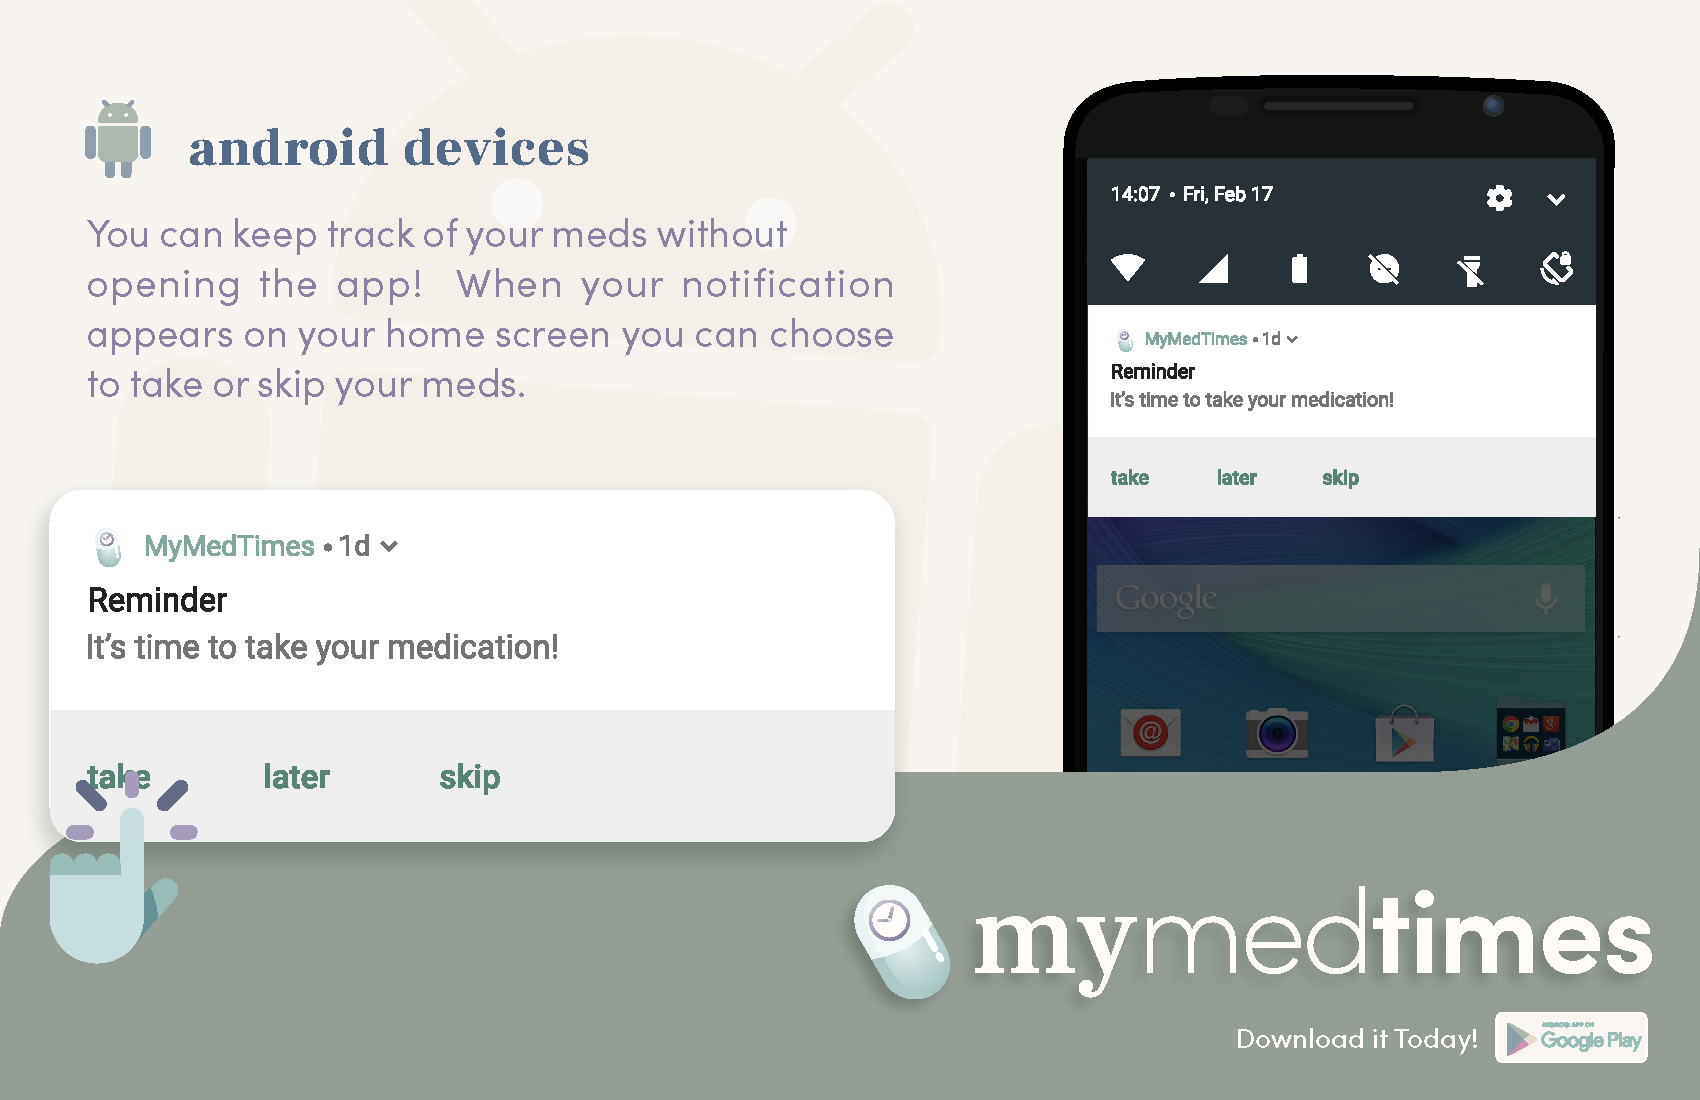 android devices
You can keep track of your meds without
opening the app! When your notification
appears on your home screen you can choose
to take or skip your meds.
MyMedTimes • 1d
Reminder
It's time to take your medication!
take later skip
14:07 • Fri, Feb 17
MyMedTimes • 1d
Reminder
It's time to take your medication!
take later skip
Google
mymedtimes
Download it Today!
ANDROID APP ON
Google Play